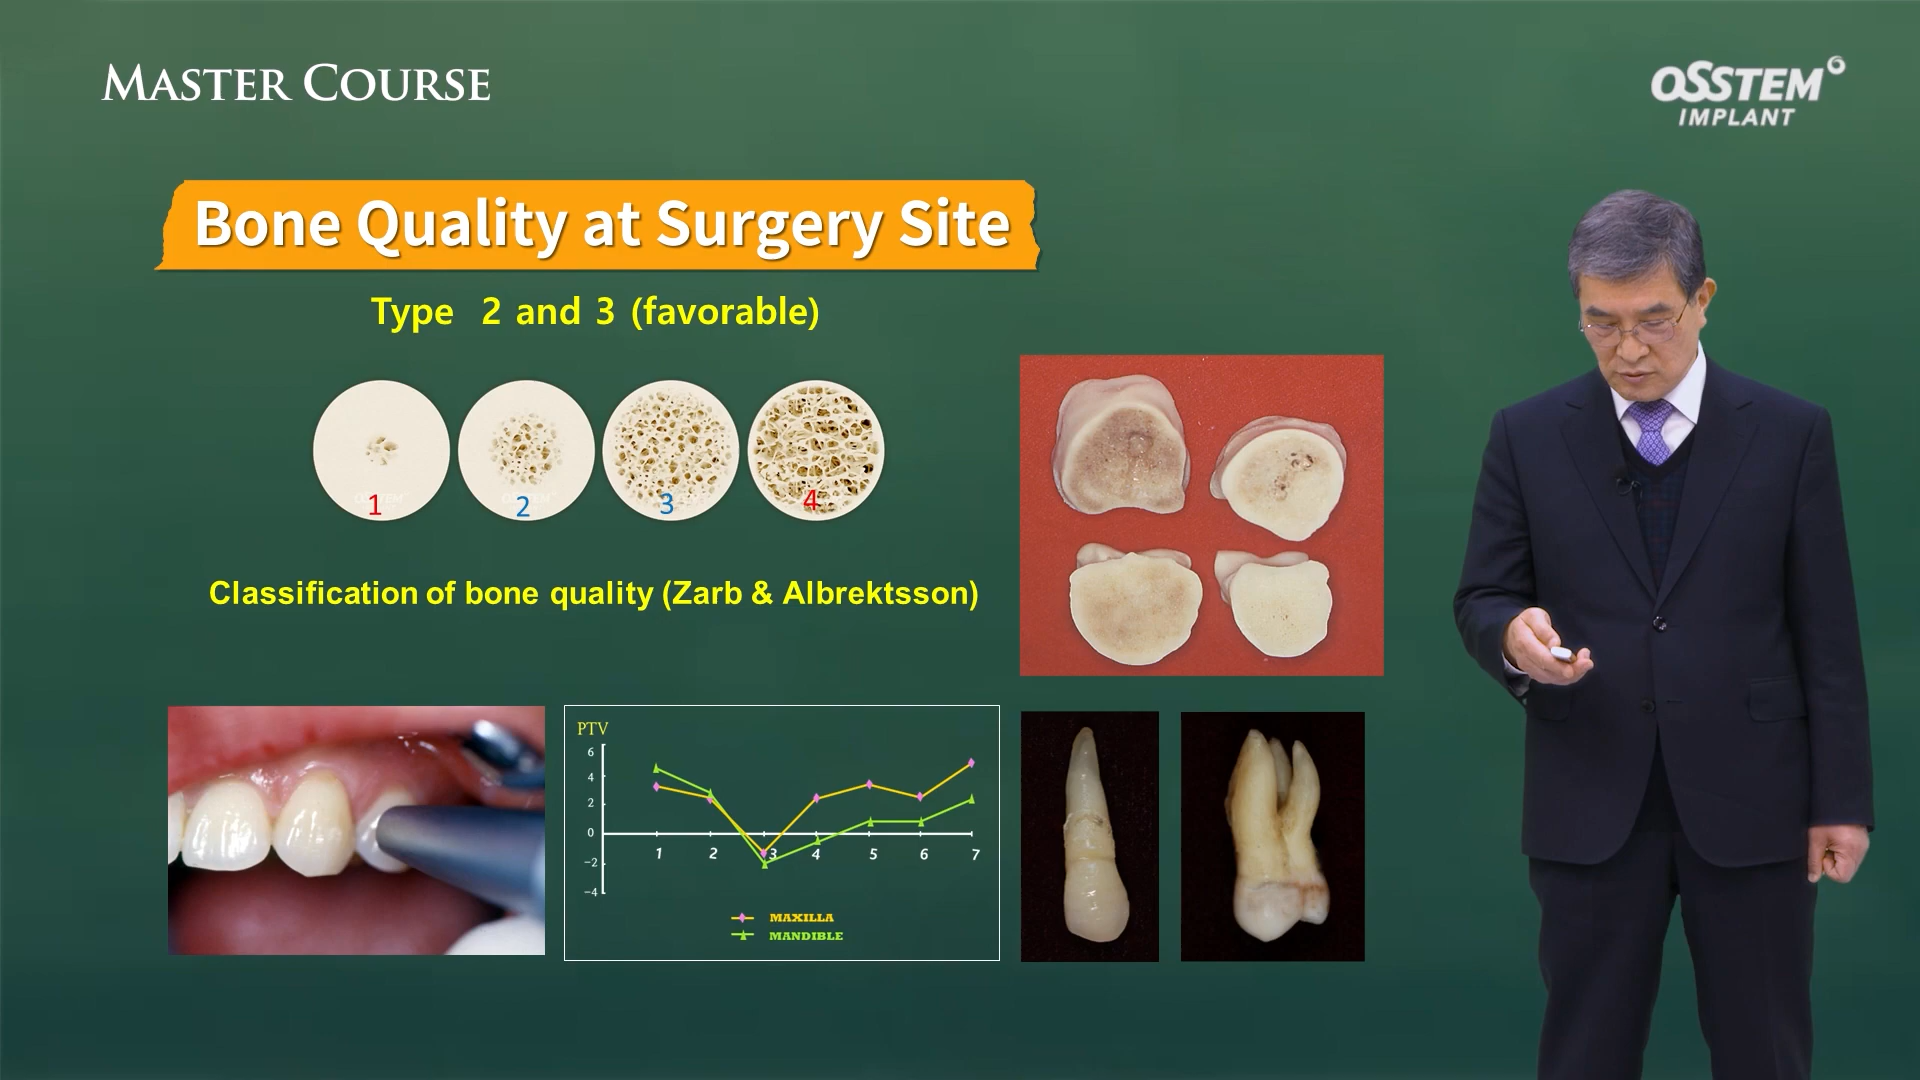 MASTER COURSE
OSSTEM
IMPLANT
Bone Quality at Surgery Site
Type 2 and 3 (favorable)
1 2 3 4
Classification of bone quality (Zarb & Albrektsson)
PTV
6
4
2
0
-2
-4
1 2 3 4 5 6 7
MAXILLA
MANDIBLE